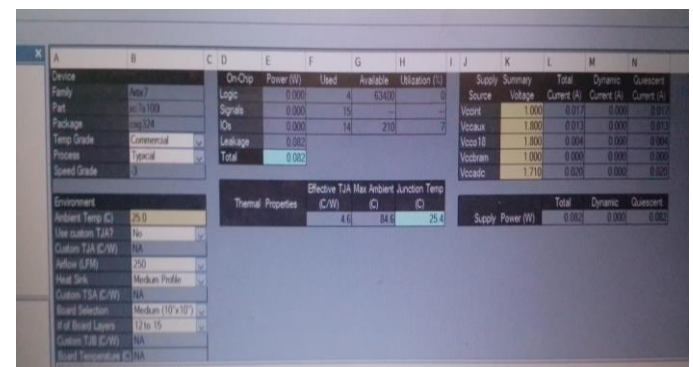 A B C D E F G H I J K L M N
Device On-Chip Power (W) Used Available Utilization (%) Supply Summary Total Dynamic Quiescent
Family Artix7 Logic 0.000 4 63400 0 Source Voltage Current (A) Current (A) Current (A)
Part xc7a100t Signals 0.000 15 -- -- Vccint 1.000 0.017 0.000 0.017
Package csg324 IOs 0.000 14 210 7 Vccaux 1.800 0.013 0.000 0.013
Temp Grade Commercial Leakage 0.082 Vcco18 1.800 0.004 0.000 0.004
Process Typical Total 0.082 Vccbram 1.000 0.000 0.000 0.000
Speed Grade -3 Vccadc 1.710 0.020 0.000 0.020
Effective TJA Max Ambient Junction Temp
Environment Thermal Properties (C/W) (C) (C) Total Dynamic Quiescent
Ambient Temp (C) 25.0 4.6 84.6 25.4 Supply Power (W) 0.082 0.000 0.082
Use custom TJA? No
Custom TJA (C/W) NA
Airflow (LFM) 250
Heat Sink Medium Profile
Custom TSA (C/W) NA
Board Selection Medium (10"x10")
# of Board Layers 12 to 15
Custom TJB (C/W) NA
Board Temperature (C) NA